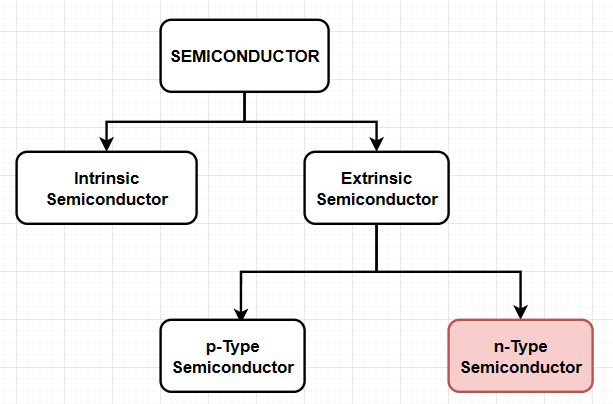 SEMICONDUCTOR
Intrinsic
Semiconductor
Extrinsic
Semiconductor
p-Type
Semiconductor
n-Type
Semiconductor